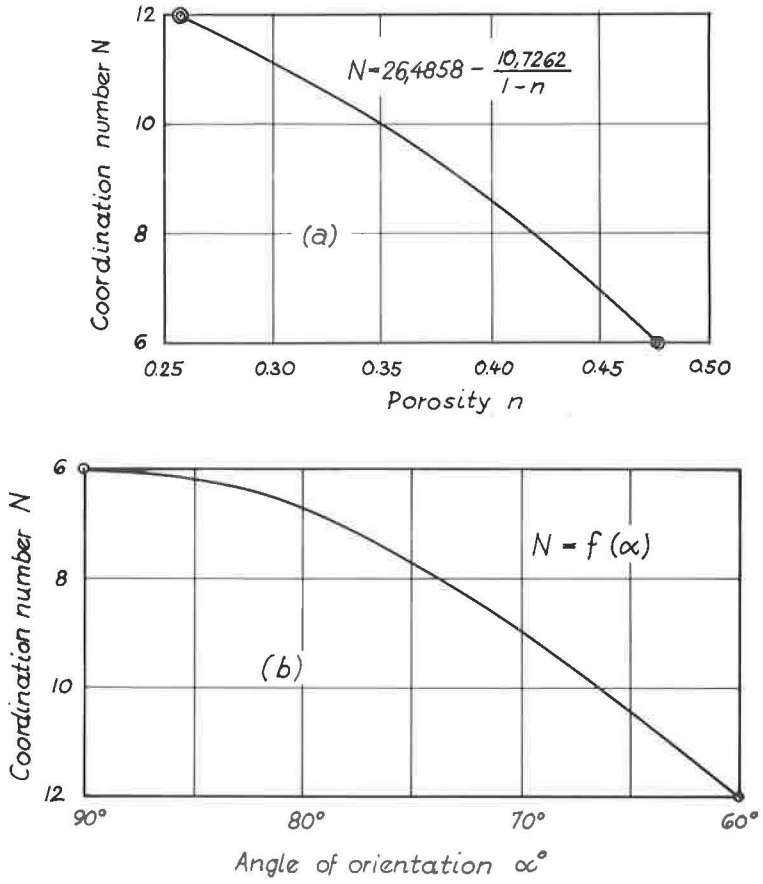 12
10
8
6
Coordination number N
N=26,4858 - 10,7262 / 1-n
(a)
0.25 0.30 0.35 0.40 0.45 0.50
Porosity n
6
8
10
12
Coordination number N
N = f (α)
(b)
90° 80° 70° 60°
Angle of orientation α°